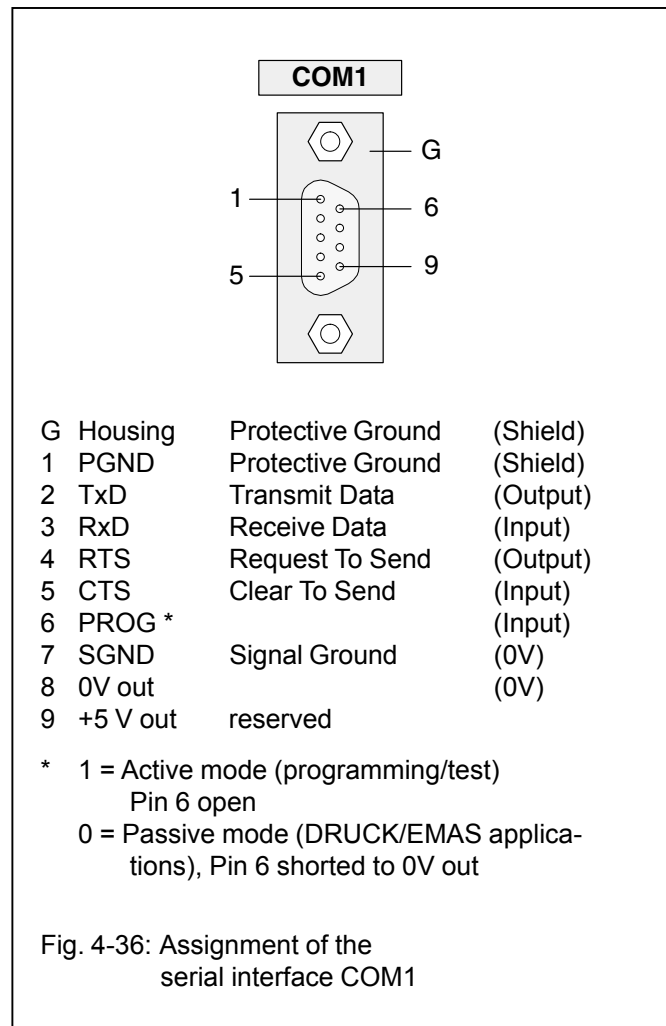 COM1
G
1
6
9
5
G Housing Protective Ground (Shield)
1 PGND Protective Ground (Shield)
2 TxD Transmit Data (Output)
3 RxD Receive Data (Input)
4 RTS Request To Send (Output)
5 CTS Clear To Send (Input)
6 PROG * (Input)
7 SGND Signal Ground (0V)
8 0V out (0V)
9 +5 V out reserved
* 1 = Active mode (programming/test)
Pin 6 open
0 = Passive mode (DRUCK/EMAS applica-
tions), Pin 6 shorted to 0V out
Fig. 4-36: Assignment of the
serial interface COM1